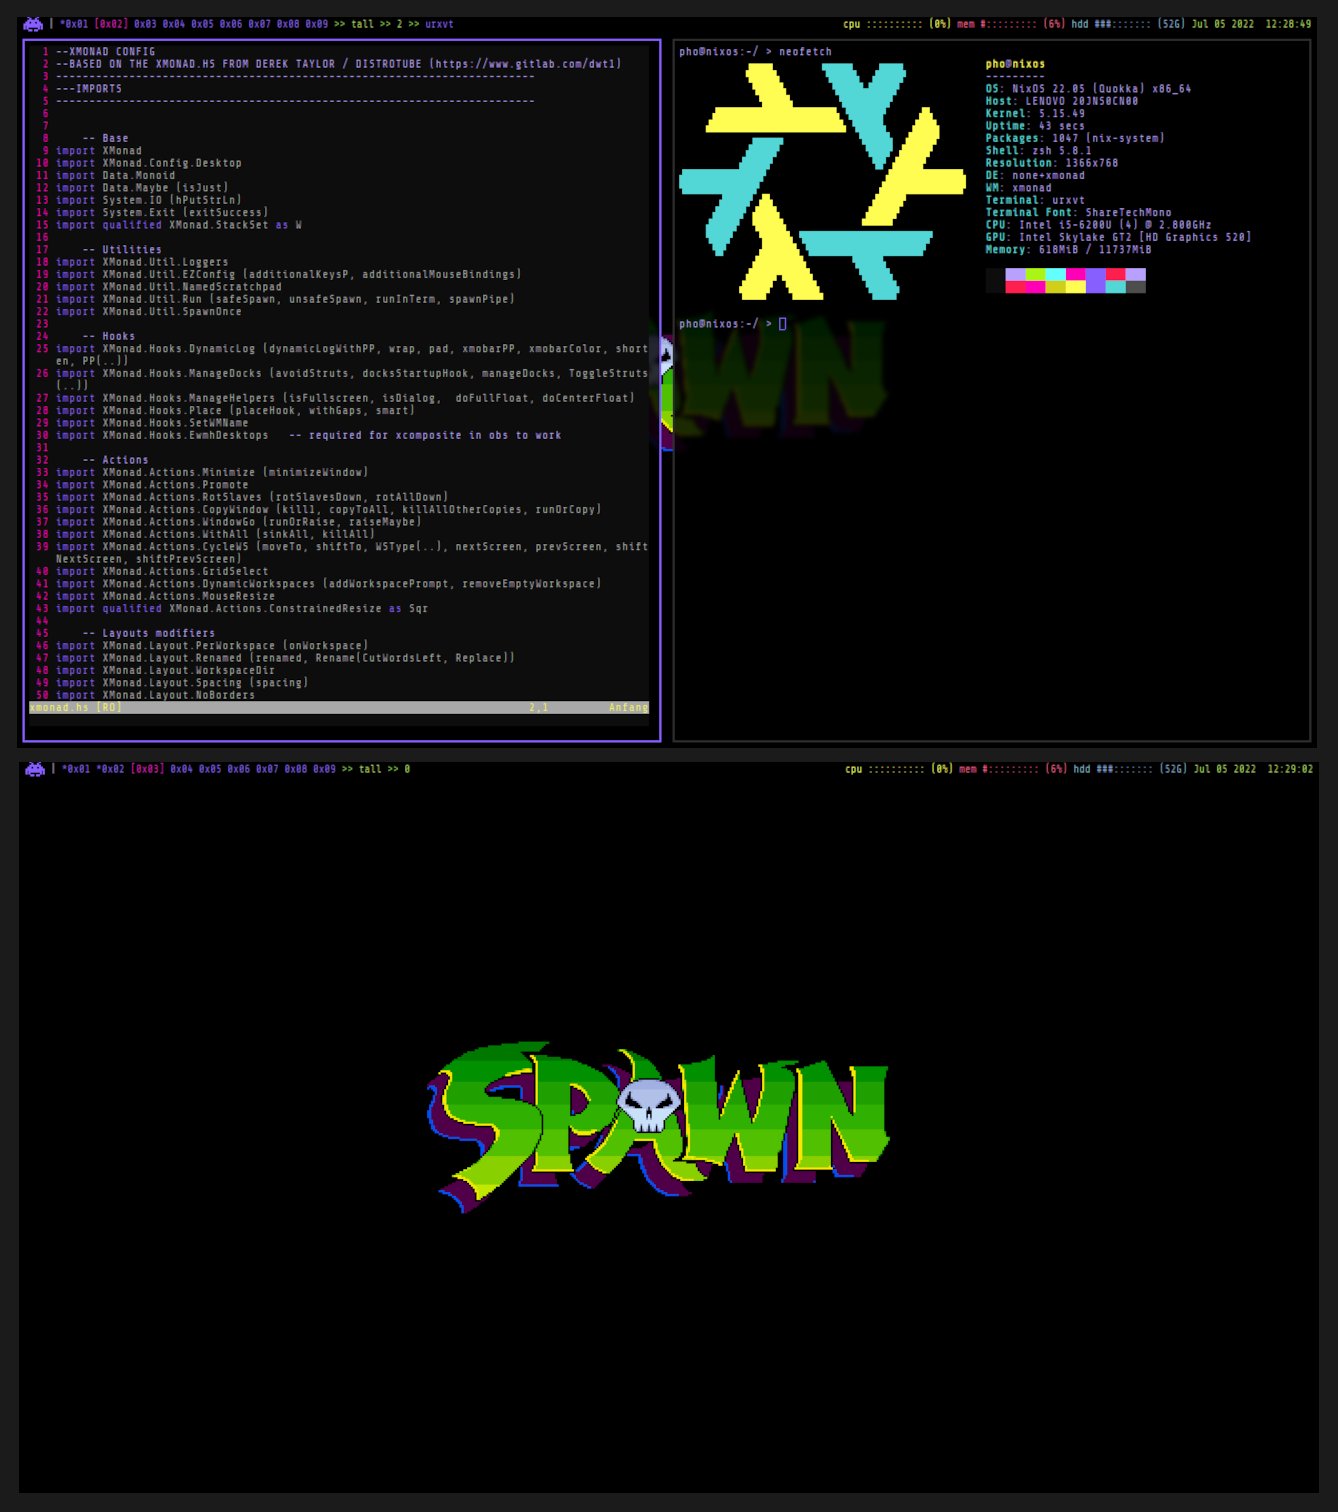 | *0x01 [0x02] 0x03 0x04 0x05 0x06 0x07 0x08 0x09 >> tall >> 2 >> urxvt
cpu :::::::::: (0%) mem #::::::::: (6%) hdd ###::::::: (52G) Jul 05 2022 12:28:49
1 --XMONAD CONFIG
2 --BASED ON THE XMONAD.HS FROM DEREK TAYLOR / DISTROTUBE (https://www.gitlab.com/dwt1)
3 ------------------------------------------------------------------------
4 ---IMPORTS
5 ------------------------------------------------------------------------
6
7
8 -- Base
9 import XMonad
10 import XMonad.Config.Desktop
11 import Data.Monoid
12 import Data.Maybe (isJust)
13 import System.IO (hPutStrLn)
14 import System.Exit (exitSuccess)
15 import qualified XMonad.StackSet as W
16
17 -- Utilities
18 import XMonad.Util.Loggers
19 import XMonad.Util.EZConfig (additionalKeysP, additionalMouseBindings)
20 import XMonad.Util.NamedScratchpad
21 import XMonad.Util.Run (safeSpawn, unsafeSpawn, runInTerm, spawnPipe)
22 import XMonad.Util.SpawnOnce
23
24 -- Hooks
25 import XMonad.Hooks.DynamicLog (dynamicLogWithPP, wrap, pad, xmobarPP, xmobarColor, short
en, PP(..))
26 import XMonad.Hooks.ManageDocks (avoidStruts, docksStartupHook, manageDocks, ToggleStruts
(..))
27 import XMonad.Hooks.ManageHelpers (isFullscreen, isDialog,  doFullFloat, doCenterFloat)
28 import XMonad.Hooks.Place (placeHook, withGaps, smart)
29 import XMonad.Hooks.SetWMName
30 import XMonad.Hooks.EwmhDesktops   -- required for xcomposite in obs to work
31
32 -- Actions
33 import XMonad.Actions.Minimize (minimizeWindow)
34 import XMonad.Actions.Promote
35 import XMonad.Actions.RotSlaves (rotSlavesDown, rotAllDown)
36 import XMonad.Actions.CopyWindow (kill1, copyToAll, killAllOtherCopies, runOrCopy)
37 import XMonad.Actions.WindowGo (runOrRaise, raiseMaybe)
38 import XMonad.Actions.WithAll (sinkAll, killAll)
39 import XMonad.Actions.CycleWS (moveTo, shiftTo, WSType(..), nextScreen, prevScreen, shift
NextScreen, shiftPrevScreen)
40 import XMonad.Actions.GridSelect
41 import XMonad.Actions.DynamicWorkspaces (addWorkspacePrompt, removeEmptyWorkspace)
42 import XMonad.Actions.MouseResize
43 import qualified XMonad.Actions.ConstrainedResize as Sqr
44
45 -- Layouts modifiers
46 import XMonad.Layout.PerWorkspace (onWorkspace)
47 import XMonad.Layout.Renamed (renamed, Rename(CutWordsLeft, Replace))
48 import XMonad.Layout.WorkspaceDir
49 import XMonad.Layout.Spacing (spacing)
50 import XMonad.Layout.NoBorders
xmonad.hs [RO] 2,1 Anfang
pho@nixos:~/ > neofetch
pho@nixos
---------
OS: NixOS 22.05 (Quokka) x86_64
Host: LENOVO 20JNS0CN00
Kernel: 5.15.49
Uptime: 43 secs
Packages: 1047 (nix-system)
Shell: zsh 5.8.1
Resolution: 1366x768
DE: none+xmonad
WM: xmonad
Terminal: urxvt
Terminal Font: ShareTechMono
CPU: Intel i5-6200U (4) @ 2.800GHz
GPU: Intel Skylake GT2 [HD Graphics 520]
Memory: 618MiB / 11737MiB
pho@nixos:~/ >
| *0x01 *0x02 [0x03] 0x04 0x05 0x06 0x07 0x08 0x09 >> tall >> 0
cpu :::::::::: (0%) mem #::::::::: (6%) hdd ###::::::: (52G) Jul 05 2022 12:29:02
SPAWN